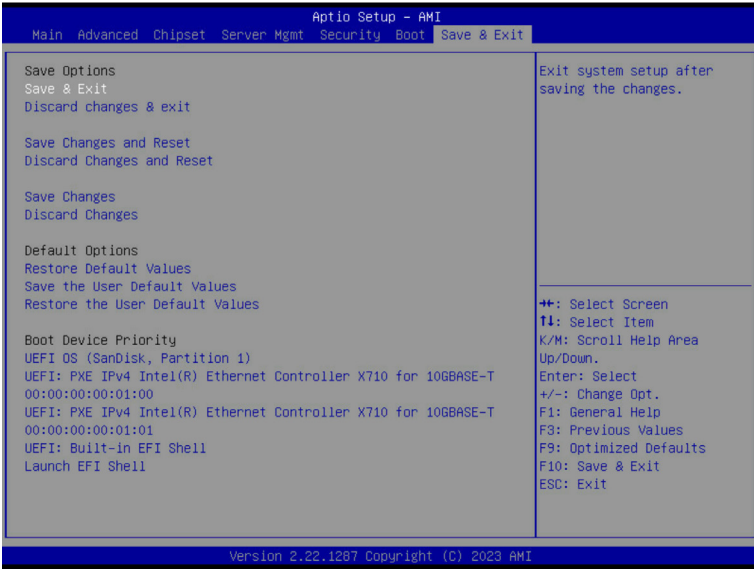 Aptio Setup – AMI
Main Advanced Chipset Server Mgmt Security Boot Save & Exit
Save Options
Save & Exit
Discard changes & exit
Save Changes and Reset
Discard Changes and Reset
Save Changes
Discard Changes
Default Options
Restore Default Values
Save the User Default Values
Restore the User Default Values
Boot Device Priority
UEFI OS (SanDisk, Partition 1)
UEFI: PXE IPv4 Intel(R) Ethernet Controller X710 for 10GBASE-T
00:00:00:00:01:00
UEFI: PXE IPv4 Intel(R) Ethernet Controller X710 for 10GBASE-T
00:00:00:00:01:01
UEFI: Built-in EFI Shell
Launch EFI Shell
Exit system setup after
saving the changes.
→←: Select Screen
↑↓: Select Item
K/M: Scroll Help Area
Up/Down.
Enter: Select
+/-: Change Opt.
F1: General Help
F3: Previous Values
F9: Optimized Defaults
F10: Save & Exit
ESC: Exit
Version 2.22.1287 Copyright (C) 2023 AMI